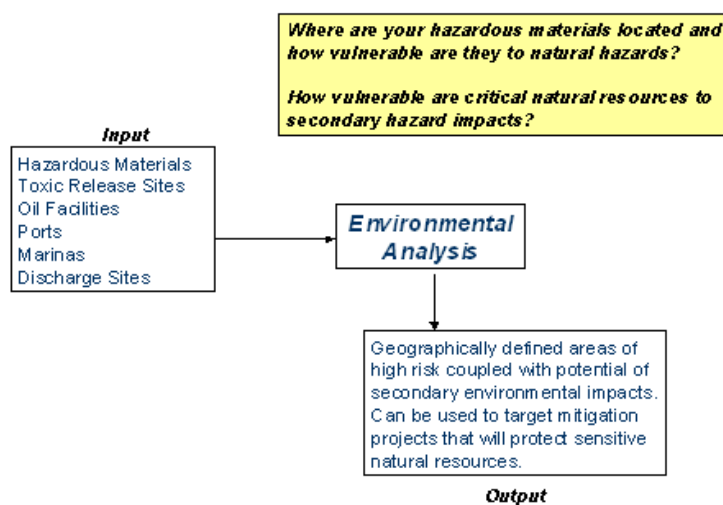 Where are your hazardous materials located and
how vulnerable are they to natural hazards?
How vulnerable are critical natural resources to
secondary hazard impacts?
Input
Hazardous Materials
Toxic Release Sites
Oil Facilities
Ports
Marinas
Discharge Sites
Environmental
Analysis
Geographically defined areas of
high risk coupled with potential of
secondary environmental impacts.
Can be used to target mitigation
projects that will protect sensitive
natural resources.
Output